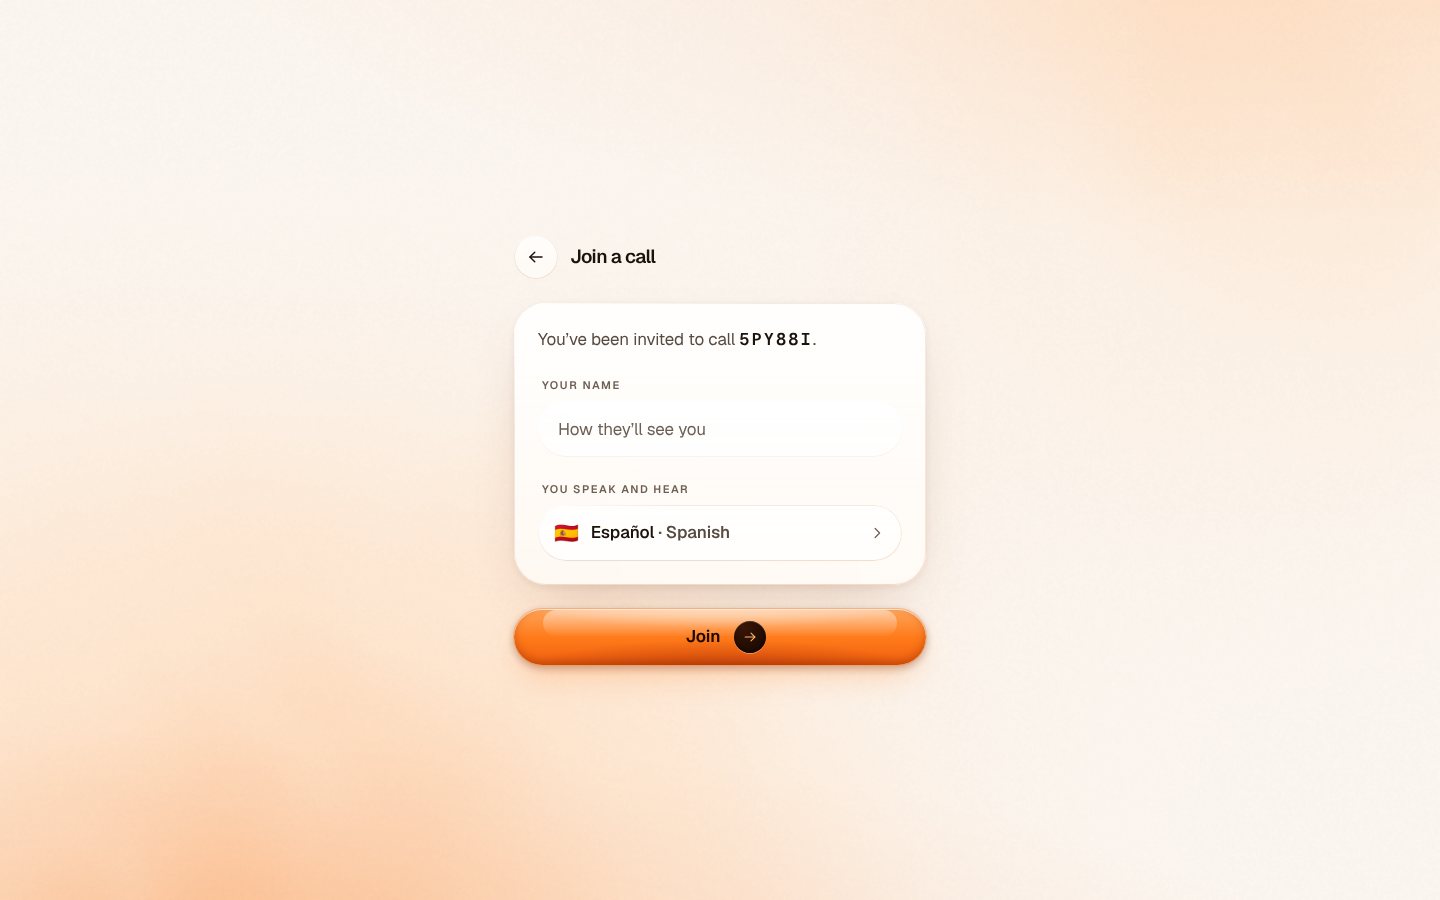 Join a call
You’ve been invited to call 5PY88I.
YOUR NAME
How they’ll see you
YOU SPEAK AND HEAR
Español · Spanish
Join